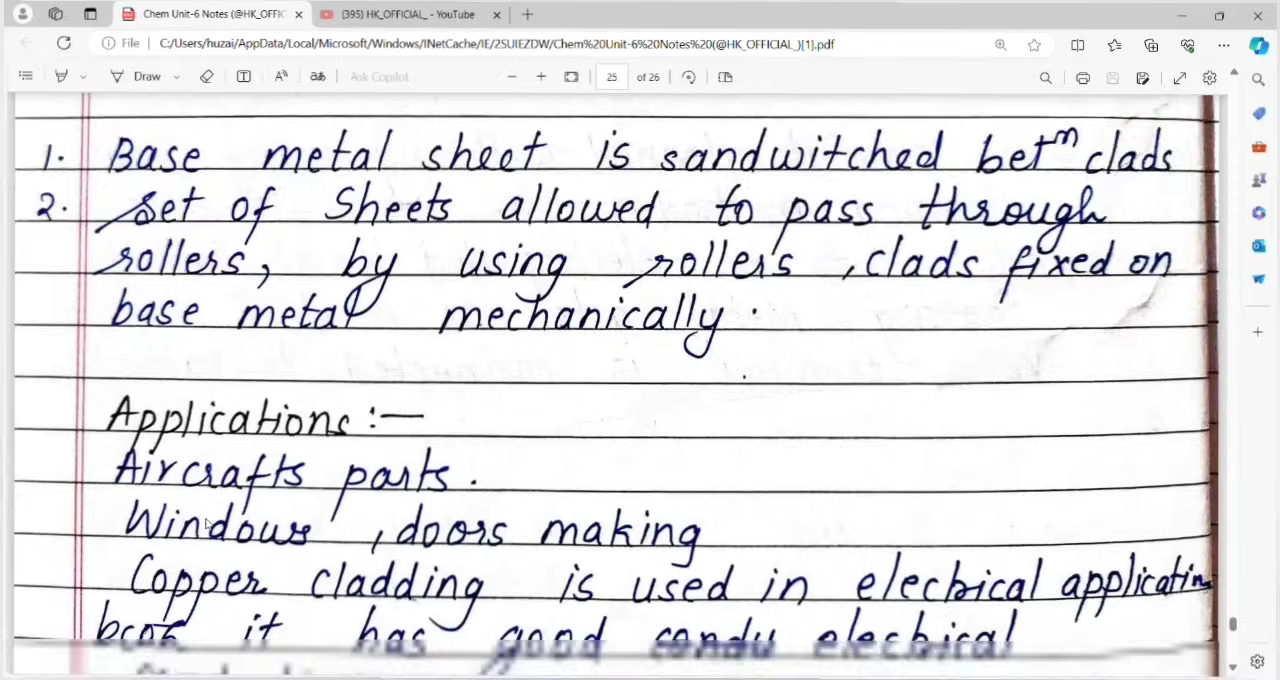 Chem Unit-6 Notes (@HK_OFFIC
(395) HK_OFFICIAL_ - YouTube
File
C:/Users/huzai/AppData/Local/Microsoft/Windows/INetCache/IE/2SUIEZDW/Chem%20Unit-6%20Notes%20(@HK_OFFICIAL_)[1].pdf
Draw
Ask Copilot
25 of 26
1. Base metal sheet is sandwitched betⁿ clads
2. Set of Sheets allowed to pass through
rollers, by using rollers, clads fixed on
base metal mechanically.
Applications :—
Aircrafts parts.
Windows, doors making
Copper cladding is used in electrical application
it has good electrical